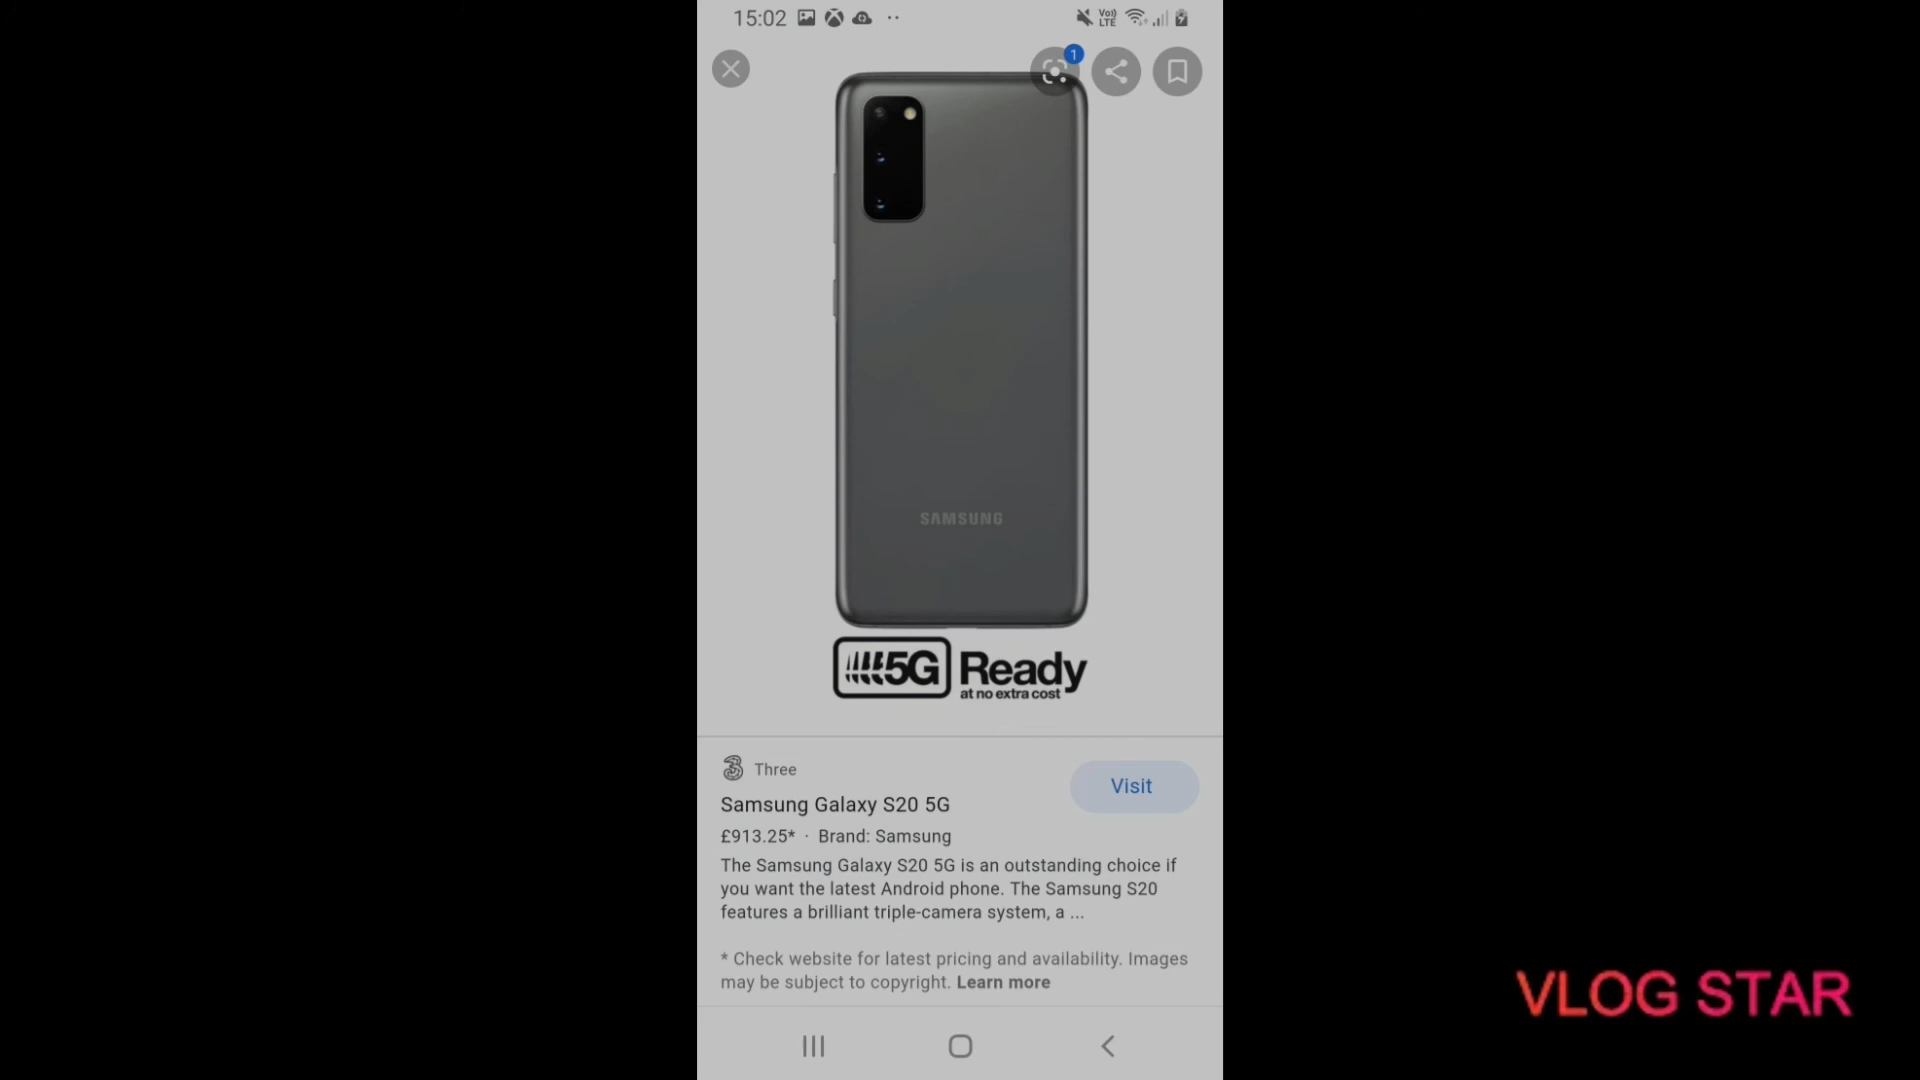 15:02
Vo)) LTE
1
SAMSUNG
5G Ready
at no extra cost
Three
Visit
Samsung Galaxy S20 5G
£913.25* · Brand: Samsung
The Samsung Galaxy S20 5G is an outstanding choice if
you want the latest Android phone. The Samsung S20
features a brilliant triple-camera system, a ...
* Check website for latest pricing and availability. Images
may be subject to copyright. Learn more
VLOG STAR